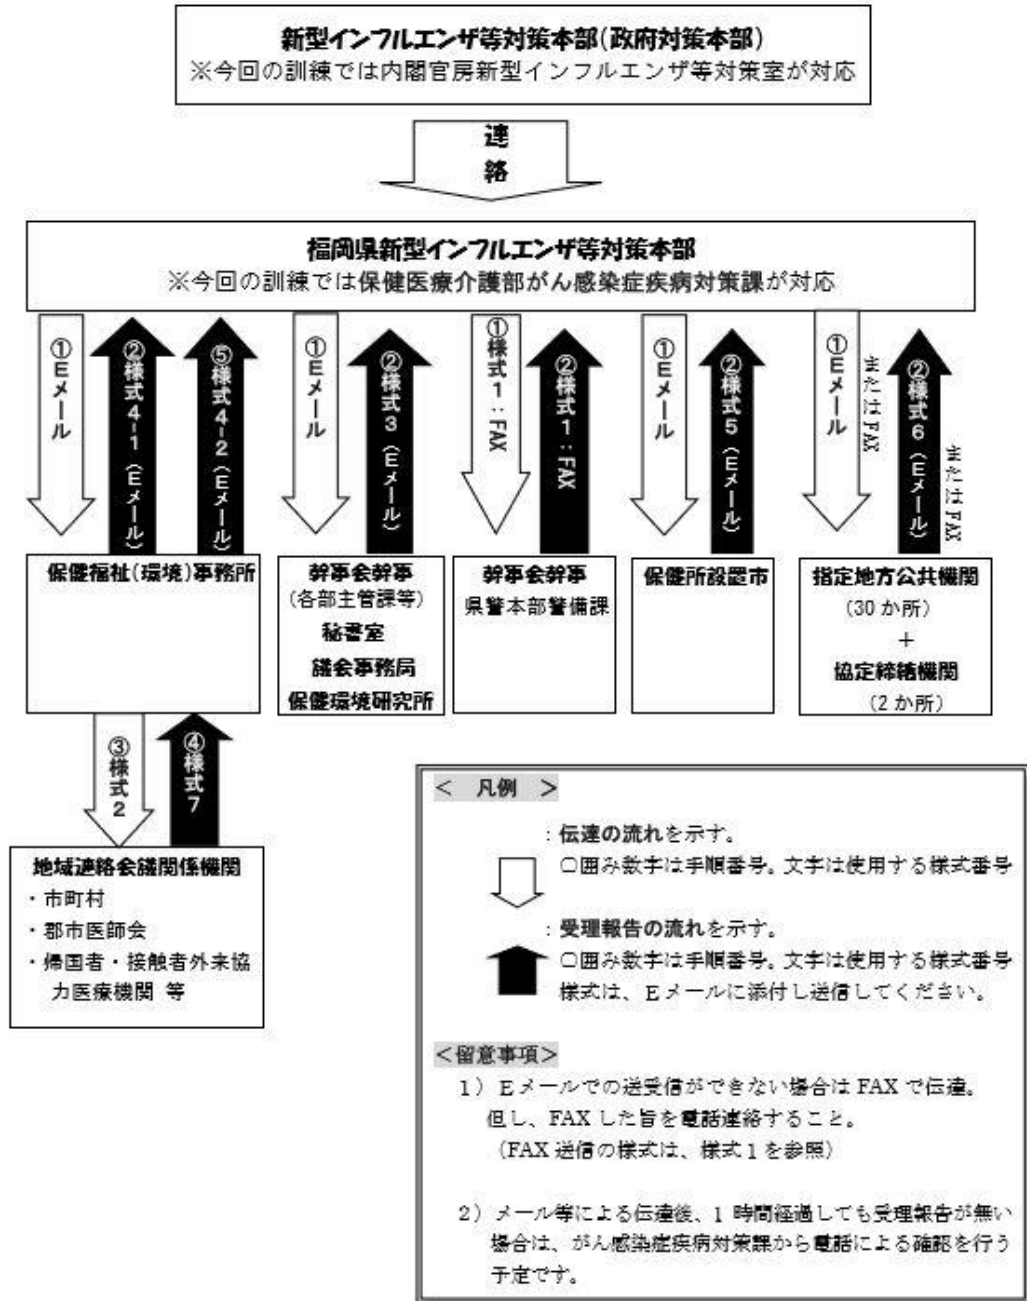 新型インフルエンザ等対策本部(政府対策本部)
※今回の訓練では内閣官房新型インフルエンザ等対策室が対応
連
絡
福岡県新型インフルエンザ等対策本部
※今回の訓練では保健医療介護部がん感染症疾病対策課が対応
①Eメール
②様式4-1(Eメール)
⑤様式4-2(Eメール)
①Eメール
②様式3(Eメール)
①様式1:FAX
②様式1:FAX
①Eメール
②様式5(Eメール)
①Eメール
またはFAX
②様式6(Eメール)
またはFAX
保健福祉(環境)事務所
幹事会幹事
(各部主管課等)
秘書室
議会事務局
保健環境研究所
幹事会幹事
県警本部警備課
保健所設置市
指定地方公共機関
(30か所)
+
協定締結機関
(2か所)
③様式2
④様式7
地域連絡会議関係機関
・市町村
・郡市医師会
・帰国者・接触者外来協
力医療機関 等
< 凡例 >
:伝達の流れを示す。
○囲み数字は手順番号。文字は使用する様式番号
:受理報告の流れを示す。
○囲み数字は手順番号。文字は使用する様式番号
様式は、Eメールに添付し送信してください。
<留意事項>
1)Eメールでの送受信ができない場合はFAXで伝達。
但し、FAXした旨を電話連絡すること。
(FAX送信の様式は、様式1を参照)
2)メール等による伝達後、1時間経過しても受理報告が無い
場合は、がん感染症疾病対策課から電話による確認を行う
予定です。